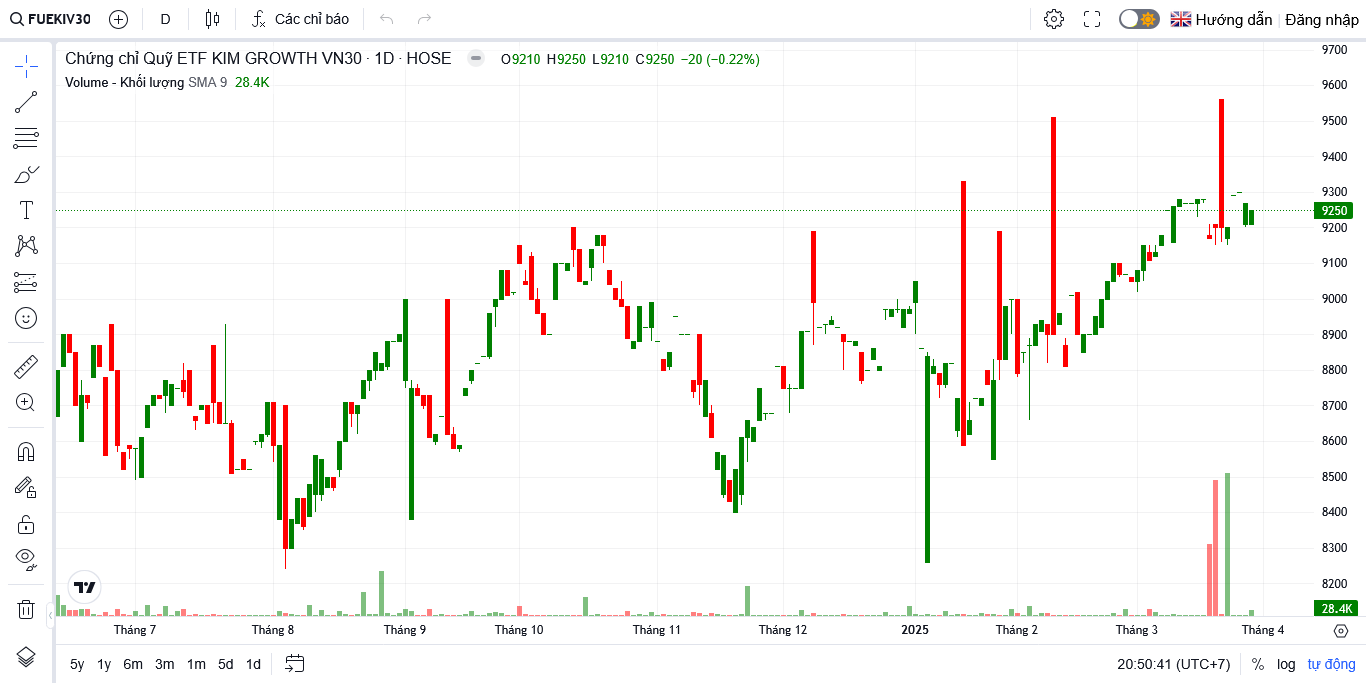 FUEKIV30 D Các chỉ báo Hướng dẫn Đăng nhập
Chứng chỉ Quỹ ETF KIM GROWTH VN30 · 1D · HOSE O9210 H9250 L9210 C9250 −20 (−0.22%)
Volume - Khối lượng SMA 9 28.4K
9700
9600
9500
9400
9300
9250
9200
9100
9000
8900
8800
8700
8600
8500
8400
8300
8200
28.4K
Tháng 7 Tháng 8 Tháng 9 Tháng 10 Tháng 11 Tháng 12 2025 Tháng 2 Tháng 3 Tháng 4
5y 1y 6m 3m 1m 5d 1d 20:50:41 (UTC+7) % log tự động